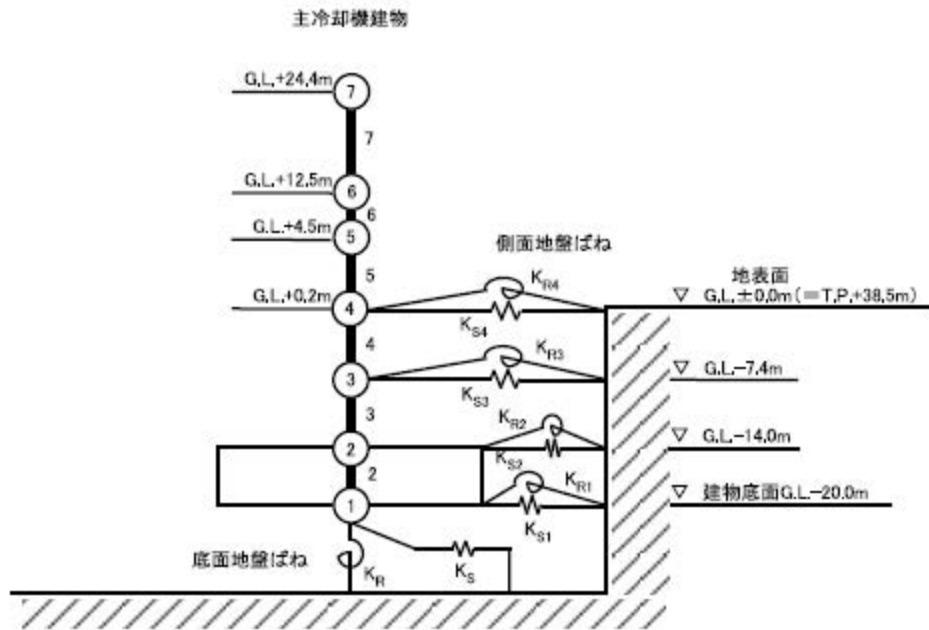 主冷却機建物
G.L.+24.4m
7
7
G.L.+12.5m
6
6
G.L.+4.5m
5
側面地盤ばね
5
K_R4
地表面
G.L.+0.2m
4
K_S4
▽ G.L.±0.0m(=T.P.+38.5m)
4
K_R3
3
K_S3
▽ G.L.-7.4m
3
K_R2
2
K_S2
▽ G.L.-14.0m
2
K_R1
1
K_S1
▽ 建物底面G.L.-20.0m
底面地盤ばね
K_R
K_S